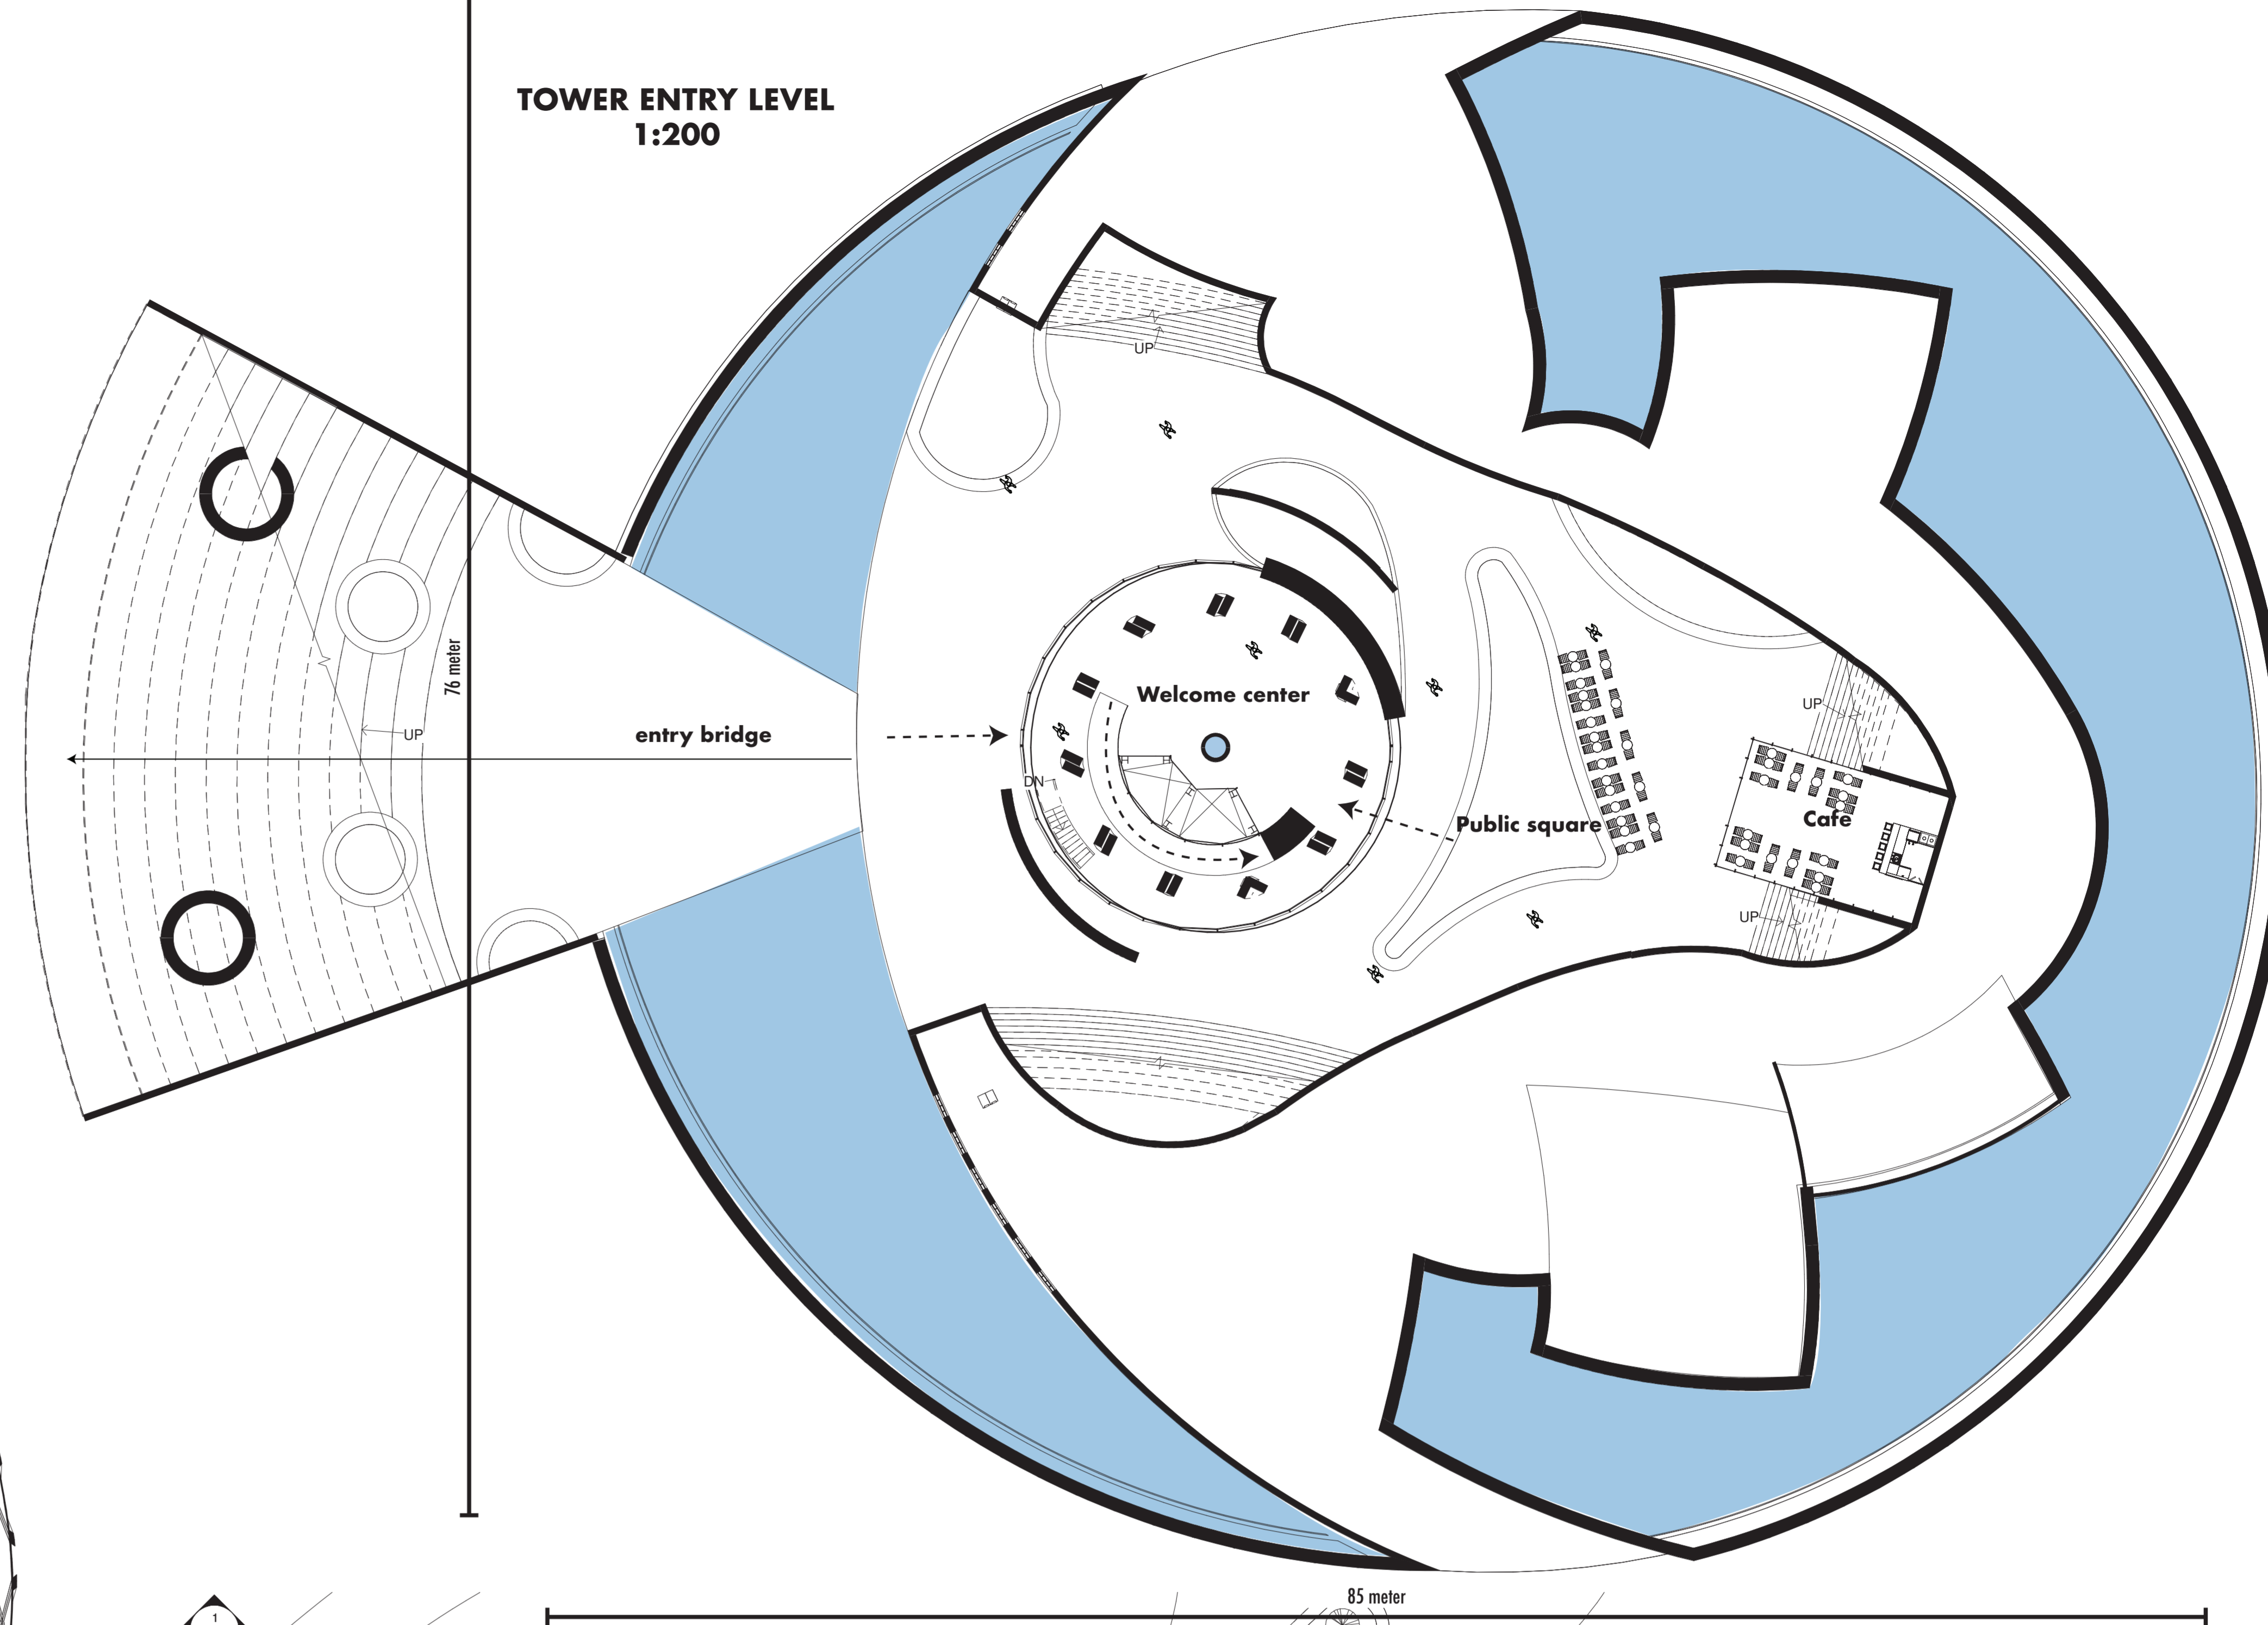 TOWER ENTRY LEVEL
1:200
UP
76 meter
Welcome center
UP
UP
entry bridge
DN
Public square
Cafe
UP
85 meter
1